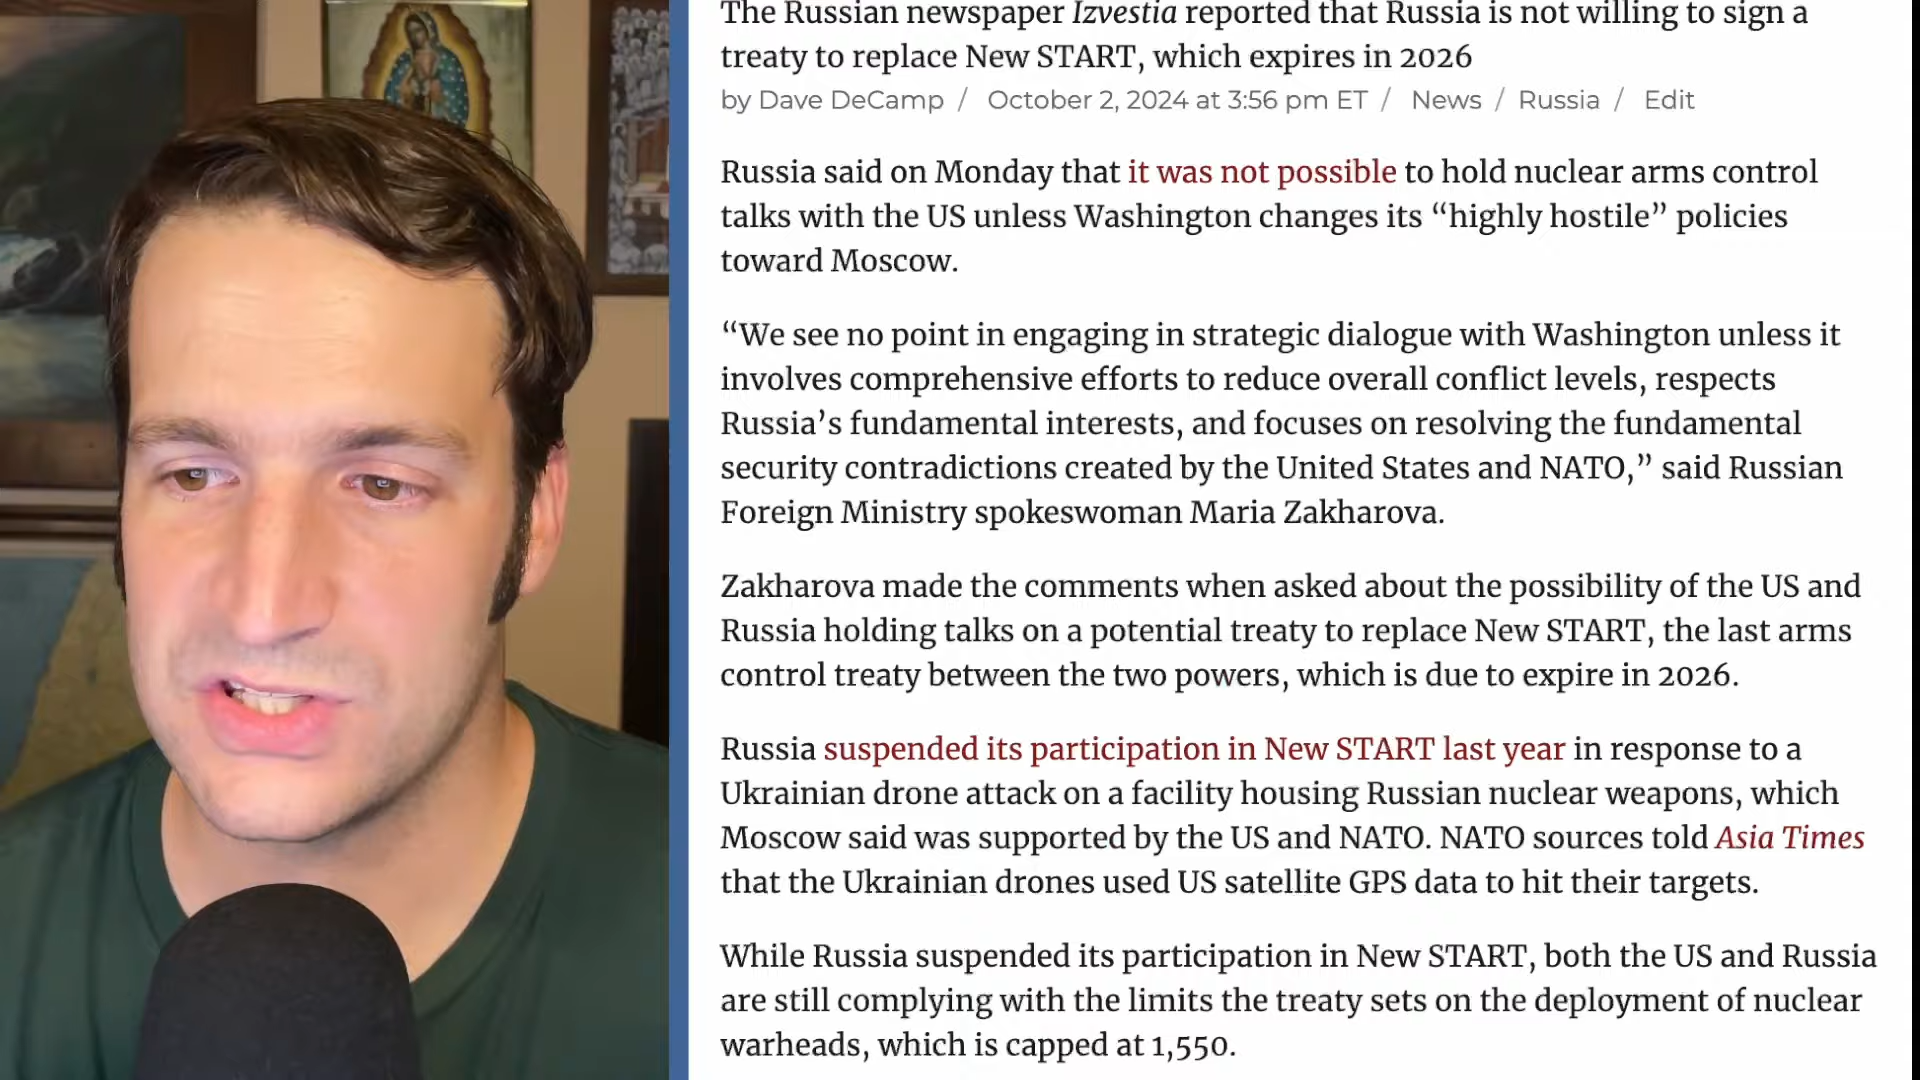 The Russian newspaper Izvestia reported that Russia is not willing to sign a
treaty to replace New START, which expires in 2026
by Dave DeCamp / October 2, 2024 at 3:56 pm ET / News / Russia / Edit
Russia said on Monday that it was not possible to hold nuclear arms control
talks with the US unless Washington changes its “highly hostile” policies
toward Moscow.
“We see no point in engaging in strategic dialogue with Washington unless it
involves comprehensive efforts to reduce overall conflict levels, respects
Russia’s fundamental interests, and focuses on resolving the fundamental
security contradictions created by the United States and NATO,” said Russian
Foreign Ministry spokeswoman Maria Zakharova.
Zakharova made the comments when asked about the possibility of the US and
Russia holding talks on a potential treaty to replace New START, the last arms
control treaty between the two powers, which is due to expire in 2026.
Russia suspended its participation in New START last year in response to a
Ukrainian drone attack on a facility housing Russian nuclear weapons, which
Moscow said was supported by the US and NATO. NATO sources told Asia Times
that the Ukrainian drones used US satellite GPS data to hit their targets.
While Russia suspended its participation in New START, both the US and Russia
are still complying with the limits the treaty sets on the deployment of nuclear
warheads, which is capped at 1,550.